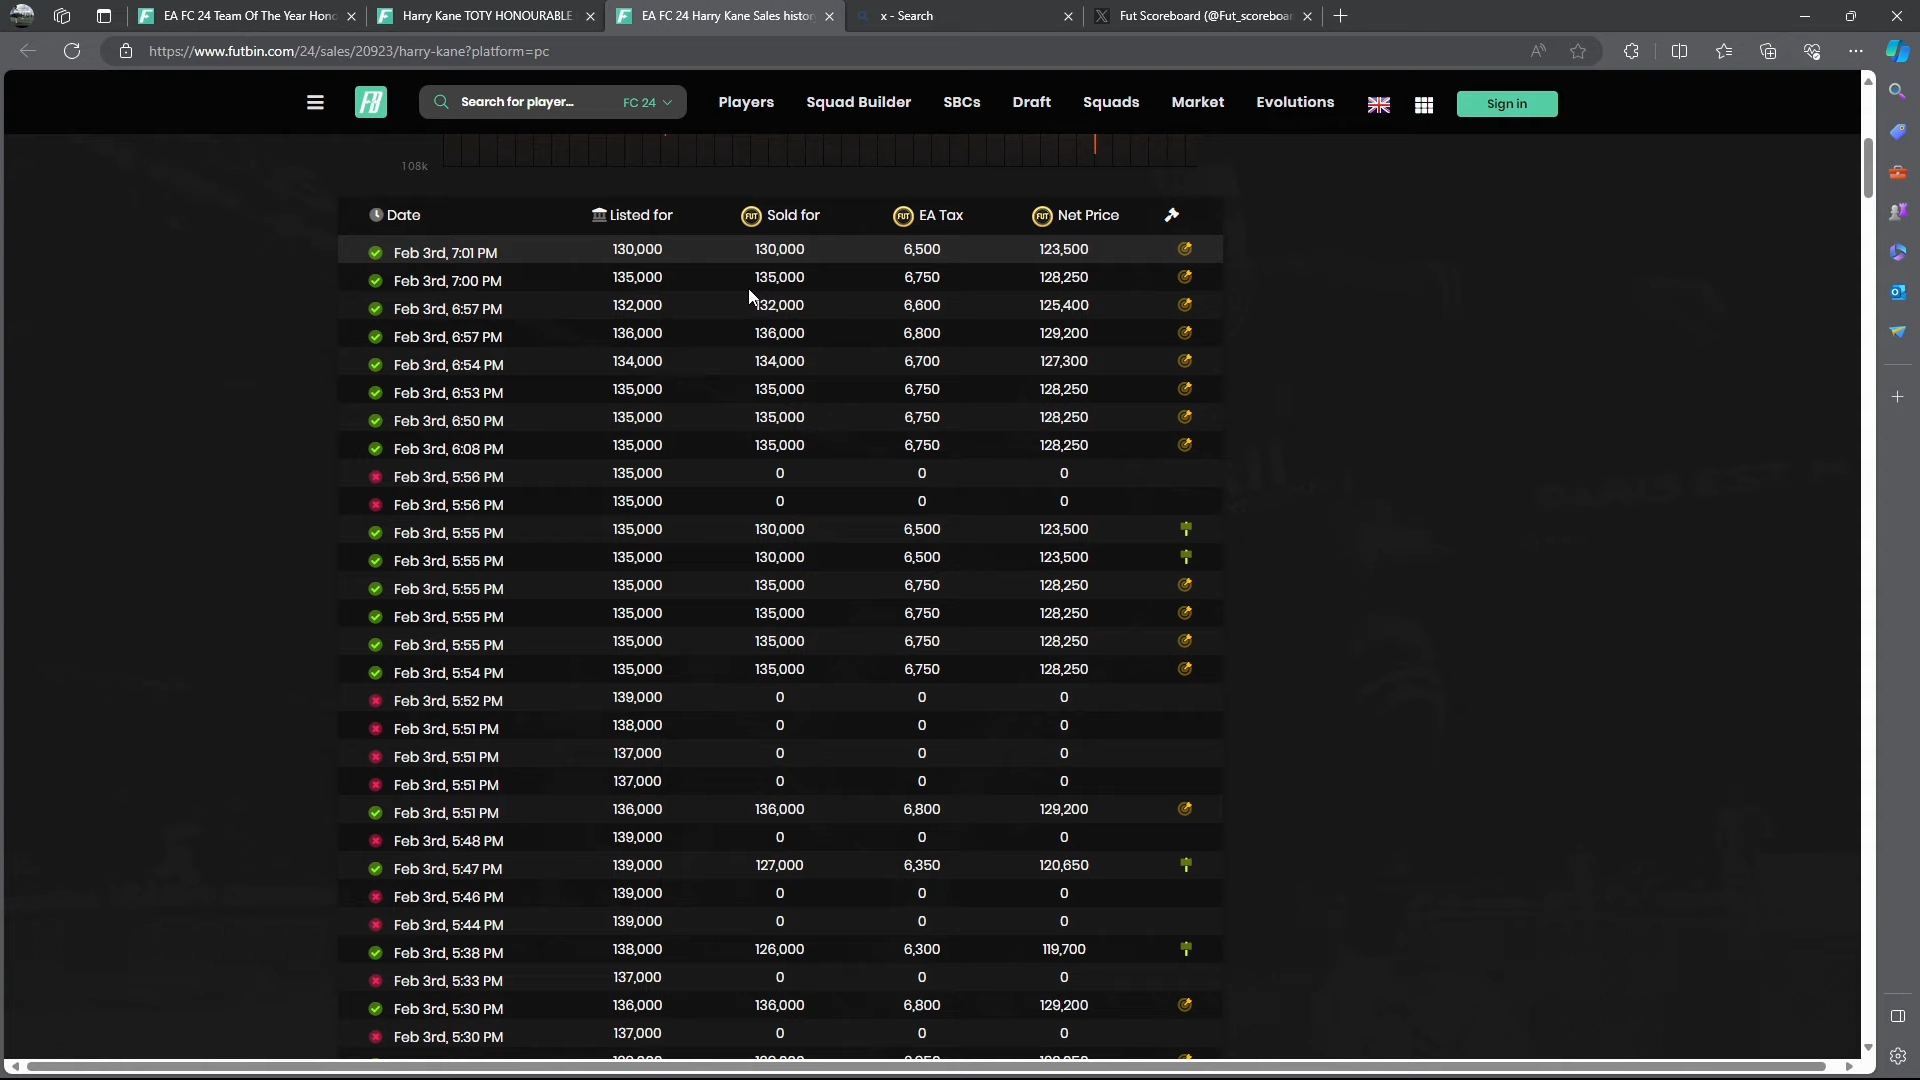 EA FC 24 Team Of The Year Hono
Harry Kane TOTY HONOURABLE
EA FC 24 Harry Kane Sales histor
x - Search
Fut Scoreboard (@Fut_scoreboar
https://www.futbin.com/24/sales/20923/harry-kane?platform=pc
Search for player... FC 24 Players Squad Builder SBCs Draft Squads Market Evolutions Sign in
108k
Date Listed for Sold for EA Tax Net Price
Feb 3rd, 7:01 PM 130,000 130,000 6,500 123,500
Feb 3rd, 7:00 PM 135,000 135,000 6,750 128,250
Feb 3rd, 6:57 PM 132,000 132,000 6,600 125,400
Feb 3rd, 6:57 PM 136,000 136,000 6,800 129,200
Feb 3rd, 6:54 PM 134,000 134,000 6,700 127,300
Feb 3rd, 6:53 PM 135,000 135,000 6,750 128,250
Feb 3rd, 6:50 PM 135,000 135,000 6,750 128,250
Feb 3rd, 6:08 PM 135,000 135,000 6,750 128,250
Feb 3rd, 5:56 PM 135,000 0 0 0
Feb 3rd, 5:56 PM 135,000 0 0 0
Feb 3rd, 5:55 PM 135,000 130,000 6,500 123,500
Feb 3rd, 5:55 PM 135,000 130,000 6,500 123,500
Feb 3rd, 5:55 PM 135,000 135,000 6,750 128,250
Feb 3rd, 5:55 PM 135,000 135,000 6,750 128,250
Feb 3rd, 5:55 PM 135,000 135,000 6,750 128,250
Feb 3rd, 5:54 PM 135,000 135,000 6,750 128,250
Feb 3rd, 5:52 PM 139,000 0 0 0
Feb 3rd, 5:51 PM 138,000 0 0 0
Feb 3rd, 5:51 PM 137,000 0 0 0
Feb 3rd, 5:51 PM 137,000 0 0 0
Feb 3rd, 5:51 PM 136,000 136,000 6,800 129,200
Feb 3rd, 5:48 PM 139,000 0 0 0
Feb 3rd, 5:47 PM 139,000 127,000 6,350 120,650
Feb 3rd, 5:46 PM 139,000 0 0 0
Feb 3rd, 5:44 PM 139,000 0 0 0
Feb 3rd, 5:38 PM 138,000 126,000 6,300 119,700
Feb 3rd, 5:33 PM 137,000 0 0 0
Feb 3rd, 5:30 PM 136,000 136,000 6,800 129,200
Feb 3rd, 5:30 PM 137,000 0 0 0